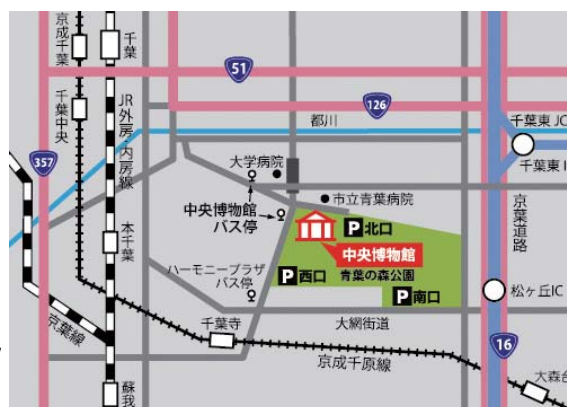 京成千葉
千葉
51
126
千葉中央
都川
千葉東 JC
JR外房・内房線
大学病院
千葉東 I
357
市立青葉病院
中央博物館
バス停
P 北口
京葉道路
本千葉
中央博物館
ハーモニープラザ
バス停
P 西口
青葉の森公園
P 南口
松ヶ丘IC
千葉寺
大網街道
京葉線
京成千原線
16
蘇我
大森台